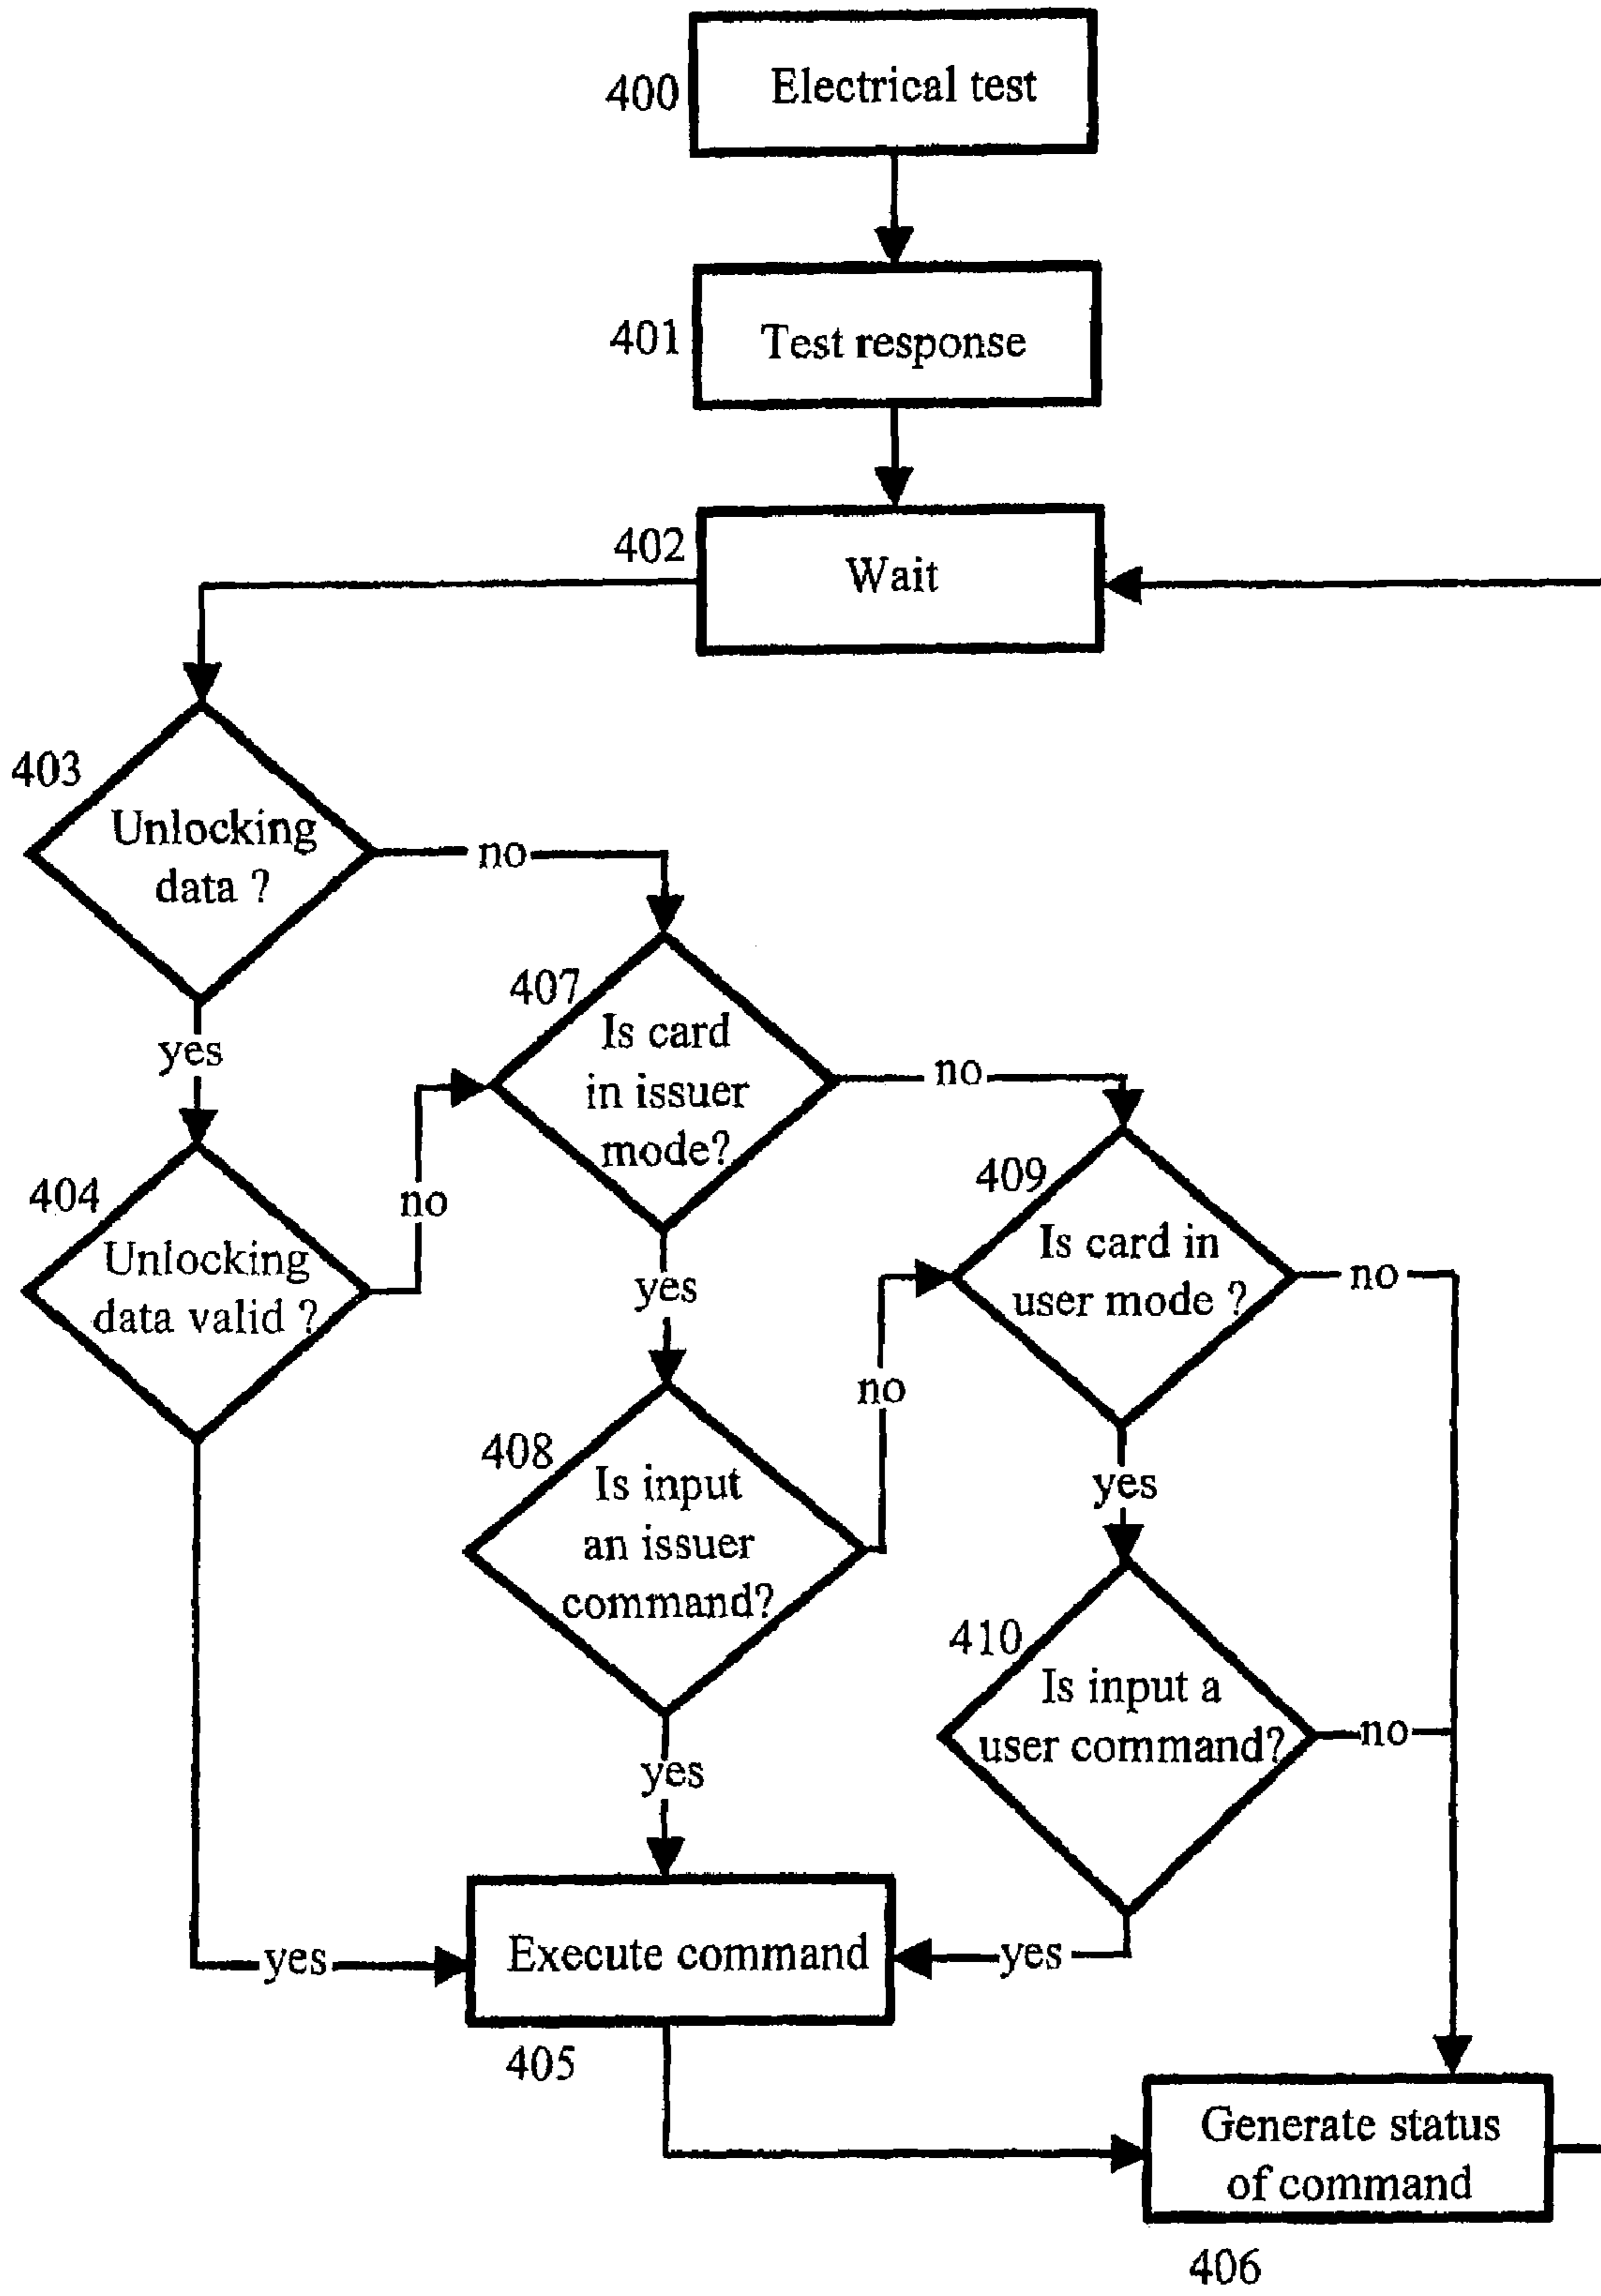 400
Electrical test
401
Test response
402
Wait
403
Unlocking
data ?
no
yes
407
Is card
in issuer
mode?
no
404
Unlocking
data valid ?
no
yes
409
Is card in
user mode ?
no
408
Is input
an issuer
command?
no
yes
410
Is input a
user command?
no
yes
yes
Execute command
yes
405
Generate status
of command
406